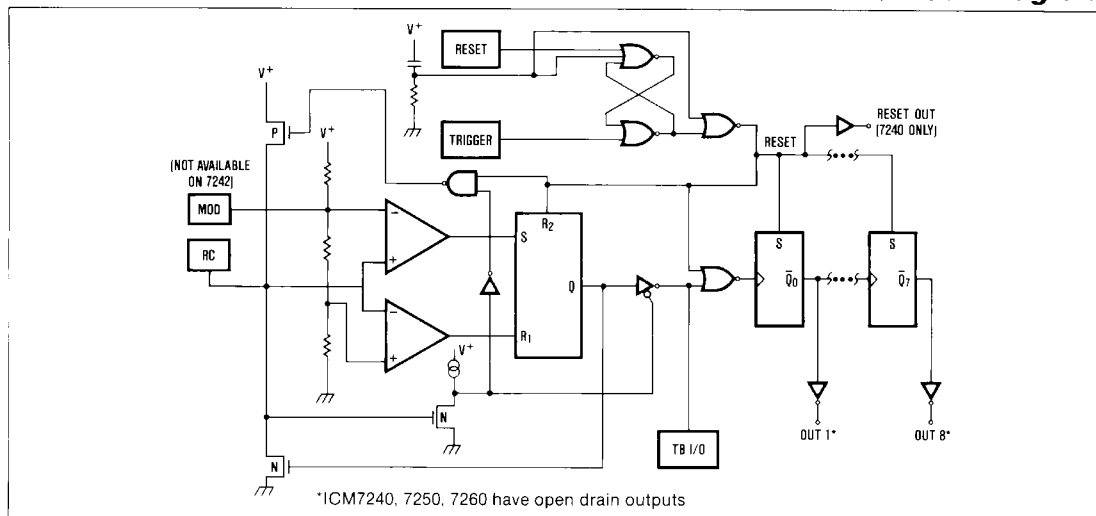 V+
RESET
V+
P
V+
TRIGGER
RESET
RESET OUT
(7240 ONLY)
(NOT AVAILABLE
ON 7242)
MOD
RC
−
+
−
+
S
R2
Q
R1
S
Q̅0
S
Q̅7
V+
N
N
TB I/O
OUT 1*
OUT 8*
*ICM7240, 7250, 7260 have open drain outputs